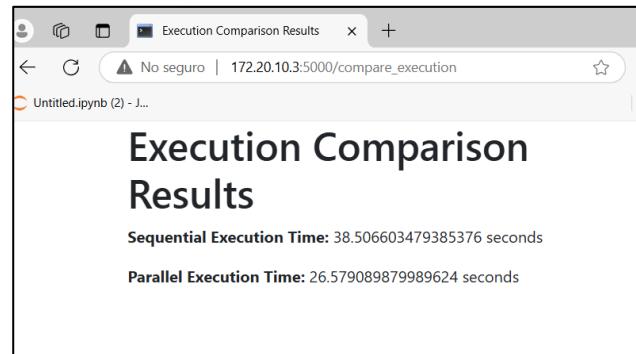 Execution Comparison Results
No seguro | 172.20.10.3:5000/compare_execution
Untitled.ipynb (2) - J...
Execution Comparison
Results
Sequential Execution Time: 38.506603479385376 seconds
Parallel Execution Time: 26.579089879989624 seconds